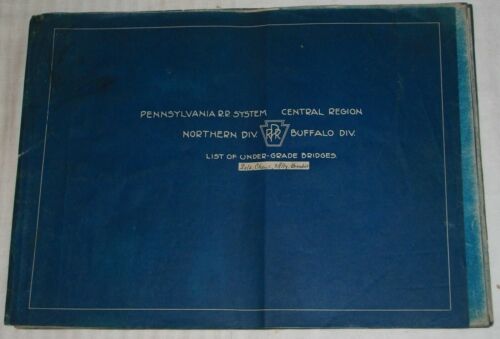 PENNSYLVANIA R.R. SYSTEM CENTRAL REGION
NORTHERN DIV. PRR BUFFALO DIV.
LIST OF UNDER-GRADE BRIDGES.